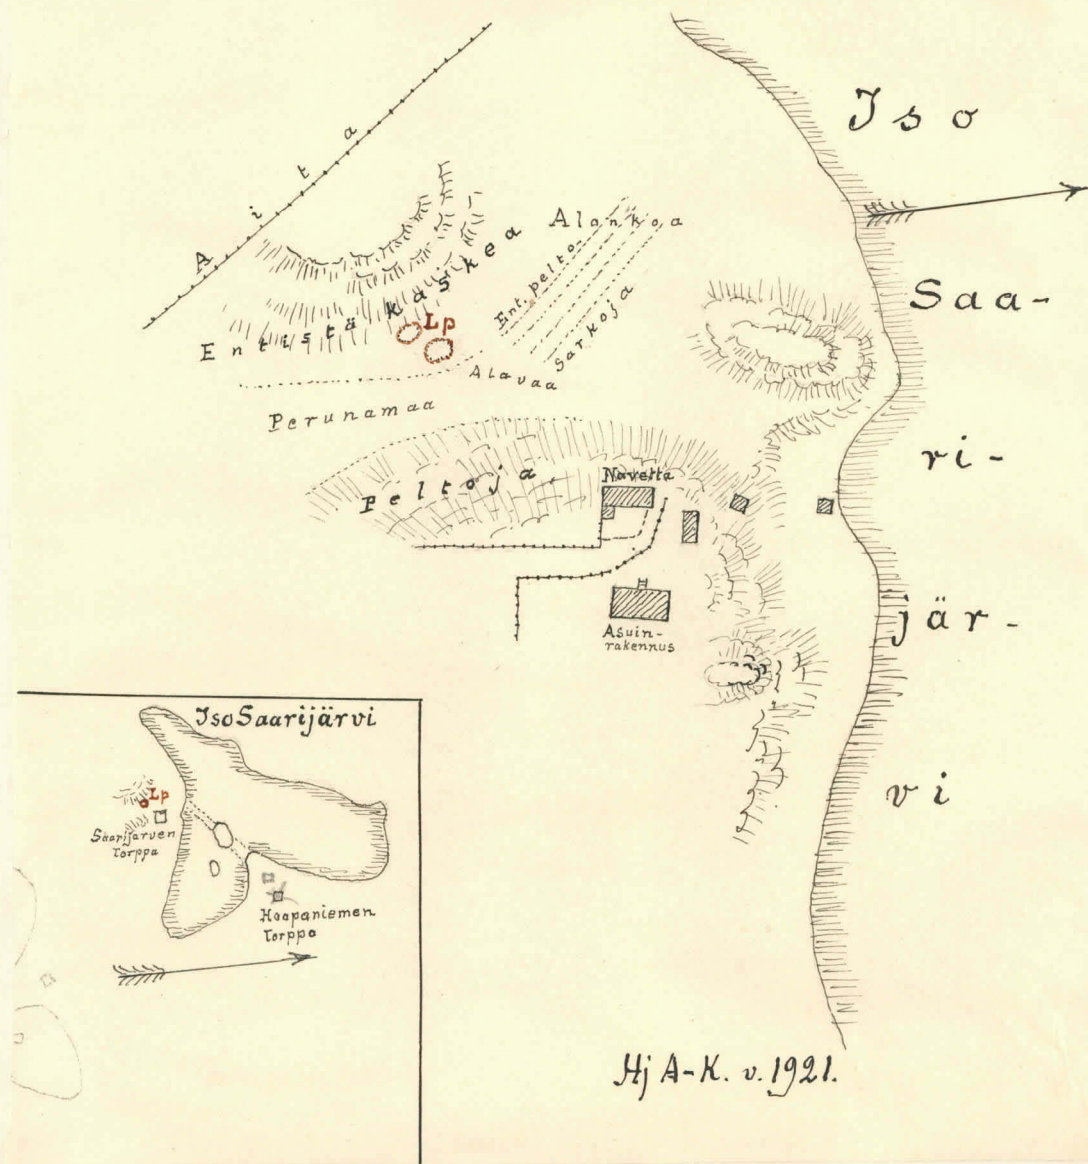 Iso
Saa-
ri-
jär-
vi
Aita
Entistä kaskea
Lp
Alankoa
Ent. pelto
Sarkoja
Alavaa
Perunamaa
Peltoja
Navetta
Asuin-
rakennus
Iso Saarijärvi
Lp
Saarijärven
Torppa
Haapaniemen
Torppa
Hj A-K. v. 1921.